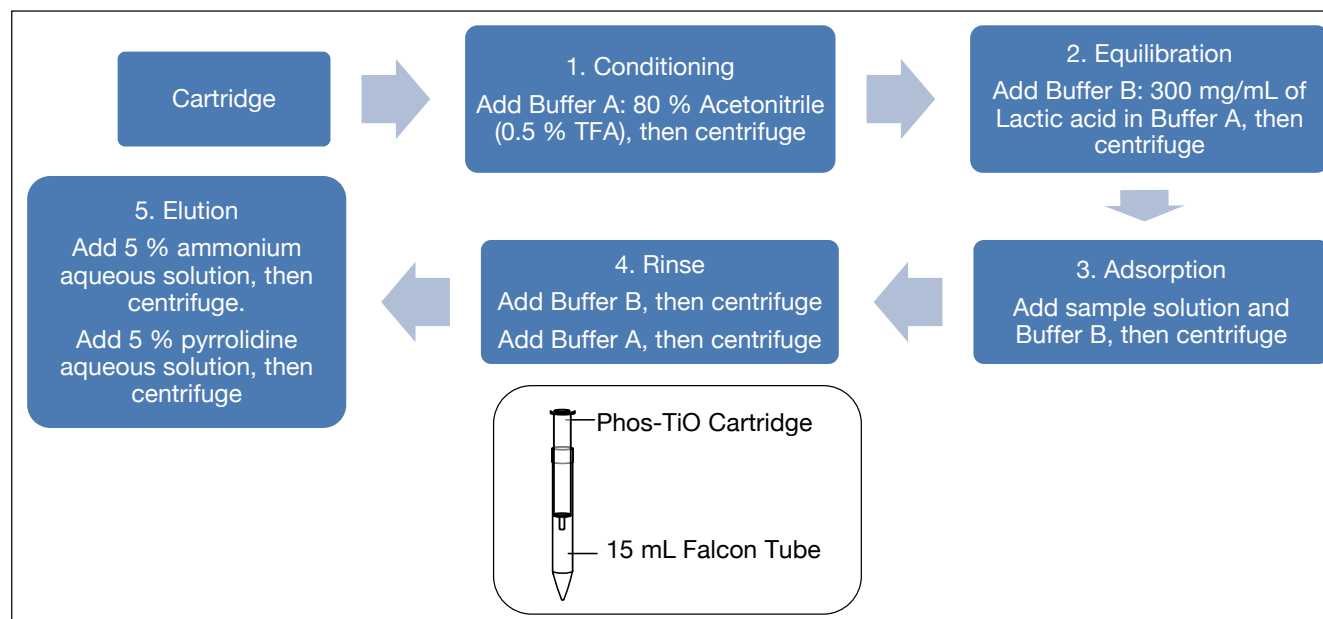 Cartridge
1. Conditioning
Add Buffer A: 80 % Acetonitrile
(0.5 % TFA), then centrifuge
2. Equilibration
Add Buffer B: 300 mg/mL of
Lactic acid in Buffer A, then
centrifuge
3. Adsorption
Add sample solution and
Buffer B, then centrifuge
4. Rinse
Add Buffer B, then centrifuge
Add Buffer A, then centrifuge
5. Elution
Add 5 % ammonium
aqueous solution, then
centrifuge.
Add 5 % pyrrolidine
aqueous solution, then
centrifuge
Phos-TiO Cartridge
15 mL Falcon Tube